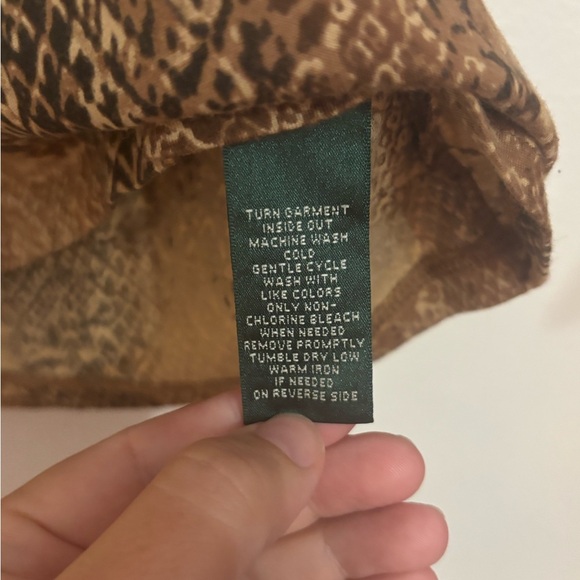 TURN GARMENT
INSIDE OUT
MACHINE WASH
COLD
GENTLE CYCLE
WASH WITH
LIKE COLORS
ONLY NON-
CHLORINE BLEACH
WHEN NEEDED
REMOVE PROMPTLY
TUMBLE DRY LOW
WARM IRON
IF NEEDED
ON REVERSE SIDE